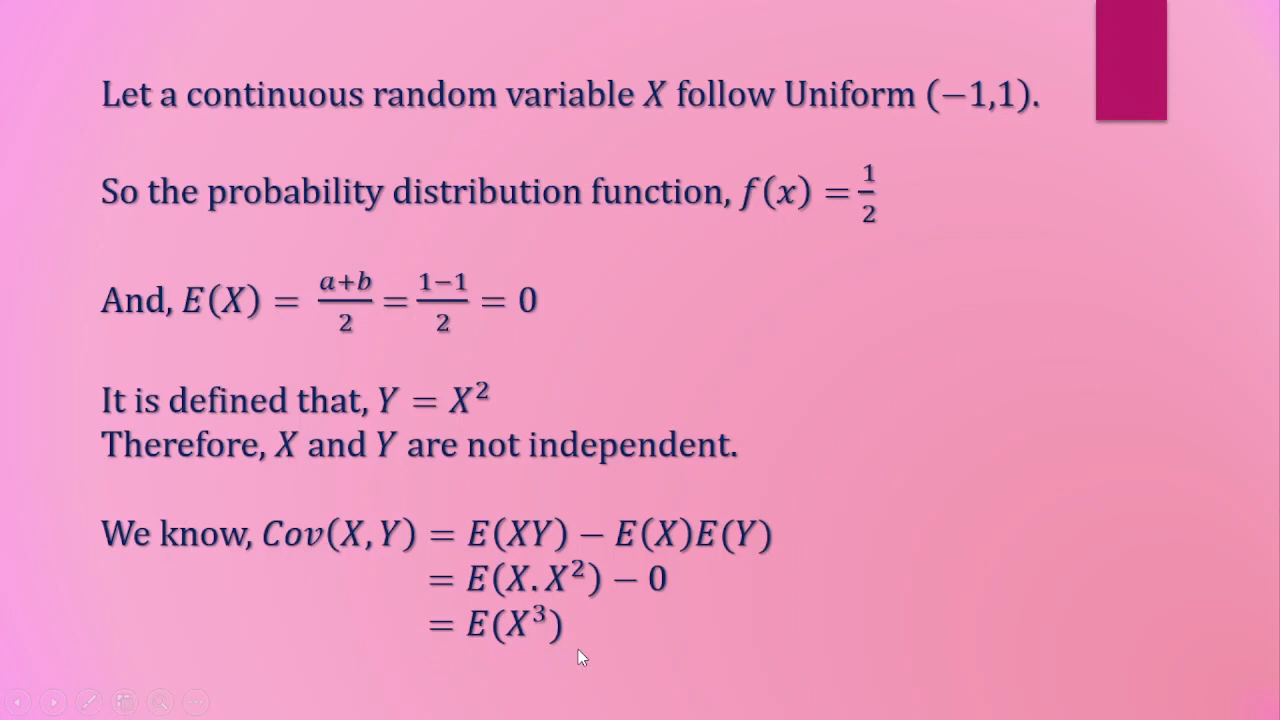 Let a continuous random variable X follow Uniform (−1,1).
So the probability distribution function, f(x) = 1/2
And, E(X) = a+b/2 = 1−1/2 = 0
It is defined that, Y = X²
Therefore, X and Y are not independent.
We know, Cov(X, Y) = E(XY) − E(X)E(Y)
= E(X. X²) − 0
= E(X³)